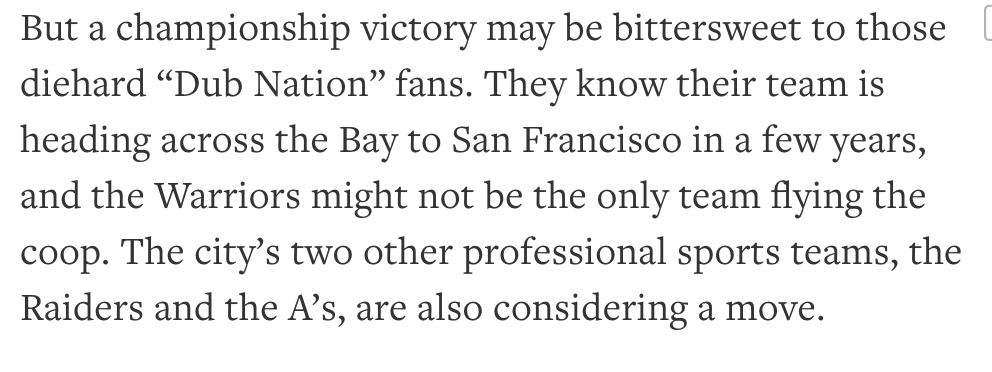 But a championship victory may be bittersweet to those
diehard “Dub Nation” fans. They know their team is
heading across the Bay to San Francisco in a few years,
and the Warriors might not be the only team flying the
coop. The city’s two other professional sports teams, the
Raiders and the A’s, are also considering a move.